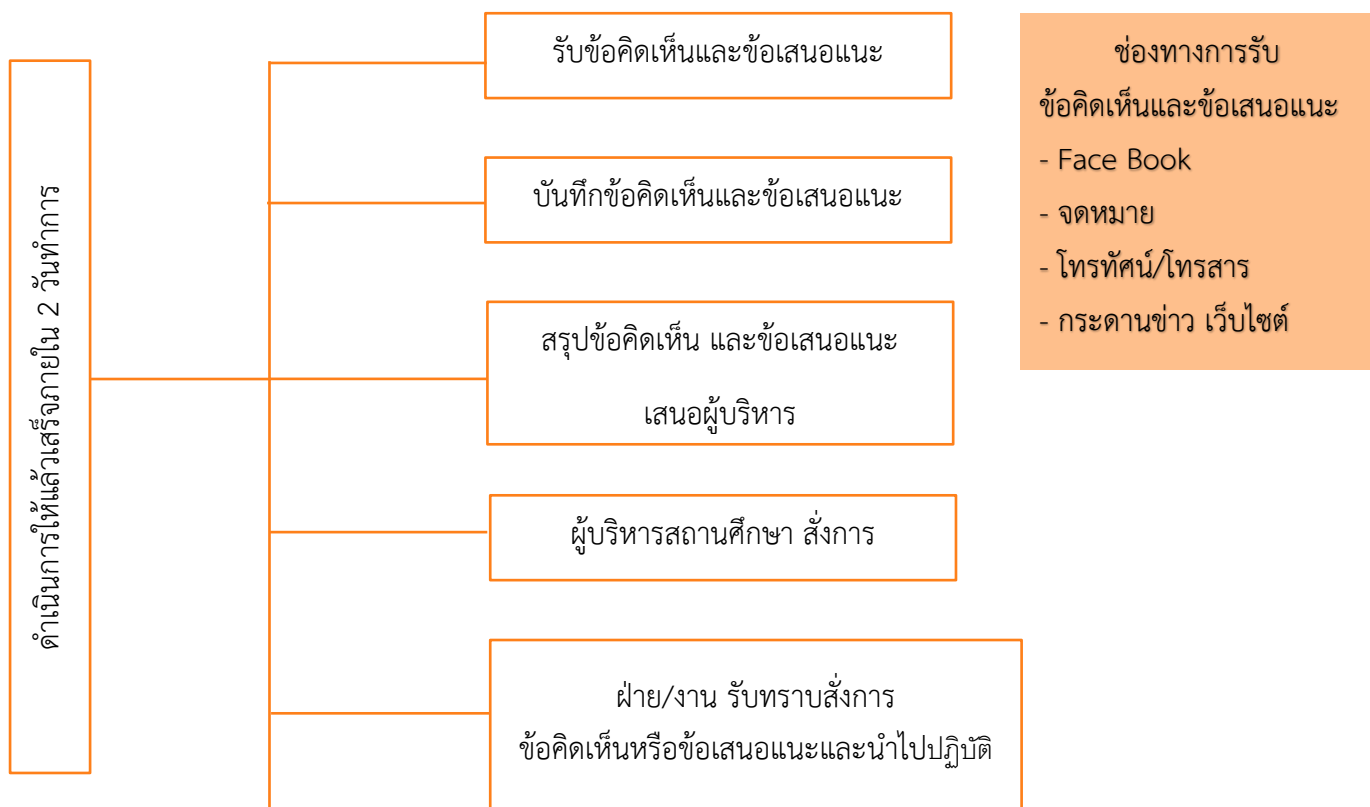 ดำเนินการให้แล้วเสร็จภายใน 2 วันทำการ
รับข้อคิดเห็นและข้อเสนอแนะ
บันทึกข้อคิดเห็นและข้อเสนอแนะ
สรุปข้อคิดเห็น และข้อเสนอแนะ
เสนอผู้บริหาร
ผู้บริหารสถานศึกษา สั่งการ
ฝ่าย/งาน รับทราบสั่งการ
ข้อคิดเห็นหรือข้อเสนอแนะและนำไปปฏิบัติ
ช่องทางการรับ
ข้อคิดเห็นและข้อเสนอแนะ
- Face Book
- จดหมาย
- โทรทัศน์/โทรสาร
- กระดานข่าว เว็บไซต์